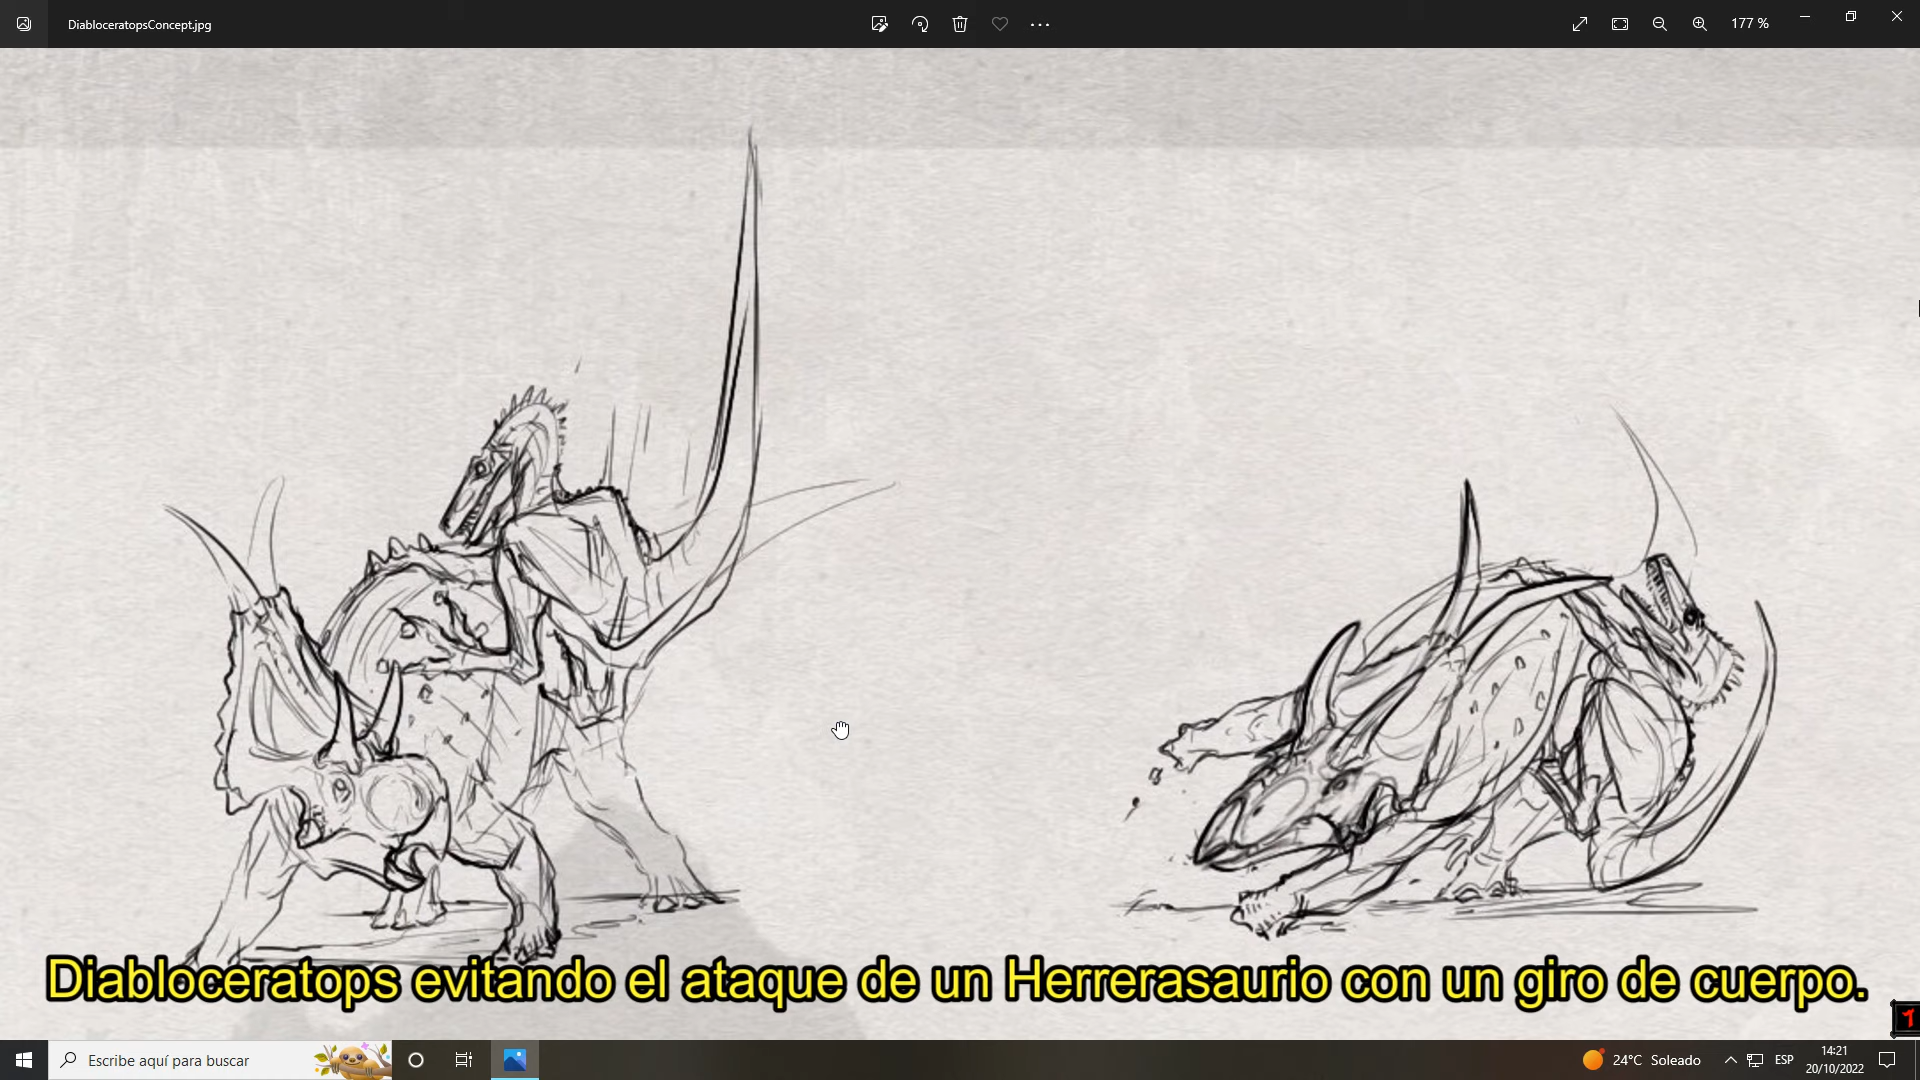 DiabloceratopsConcept.jpg
177 %
Diabloceratops evitando el ataque de un Herrerasaurio con un giro de cuerpo.
Escribe aquí para buscar
24°C Soleado
ESP
14:21
20/10/2022